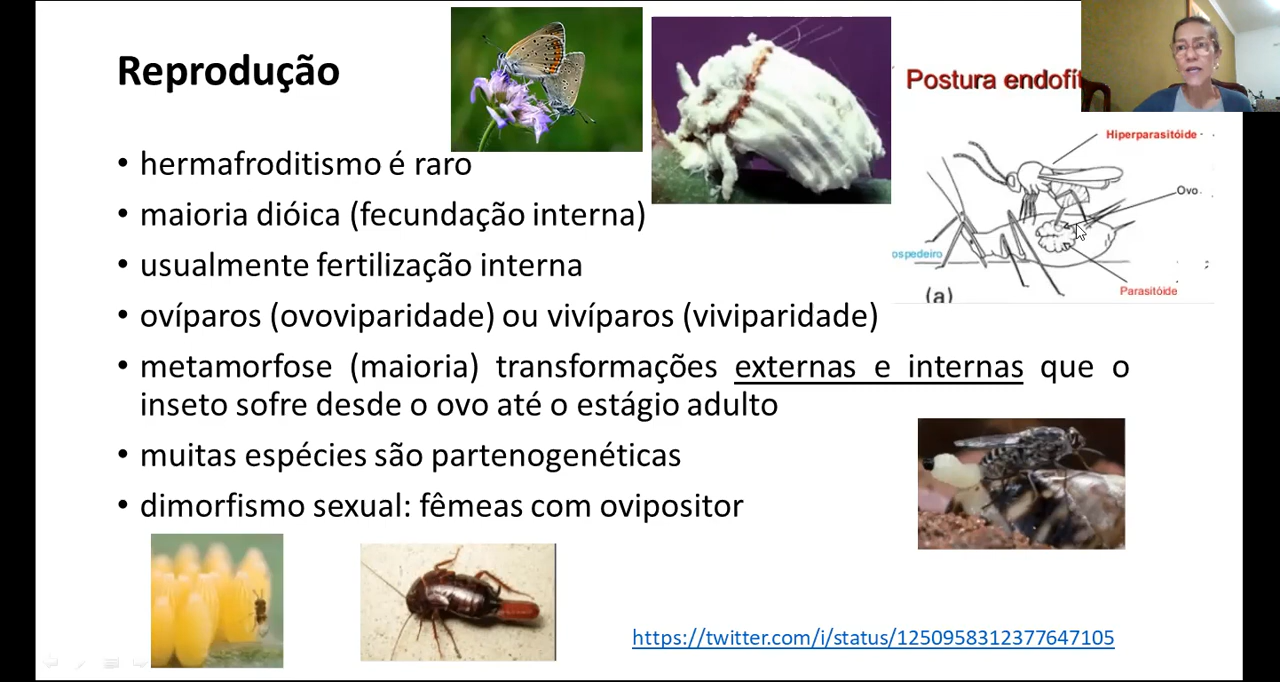 Reprodução
Postura endofí
Hiperparasitóide
Ovo
ospedeiro
Parasitóide
(a)
• hermafroditismo é raro
• maioria dióica (fecundação interna)
• usualmente fertilização interna
• ovíparos (ovoviparidade) ou vivíparos (viviparidade)
• metamorfose (maioria) transformações externas e internas que o
inseto sofre desde o ovo até o estágio adulto
• muitas espécies são partenogenéticas
• dimorfismo sexual: fêmeas com ovipositor
https://twitter.com/i/status/1250958312377647105